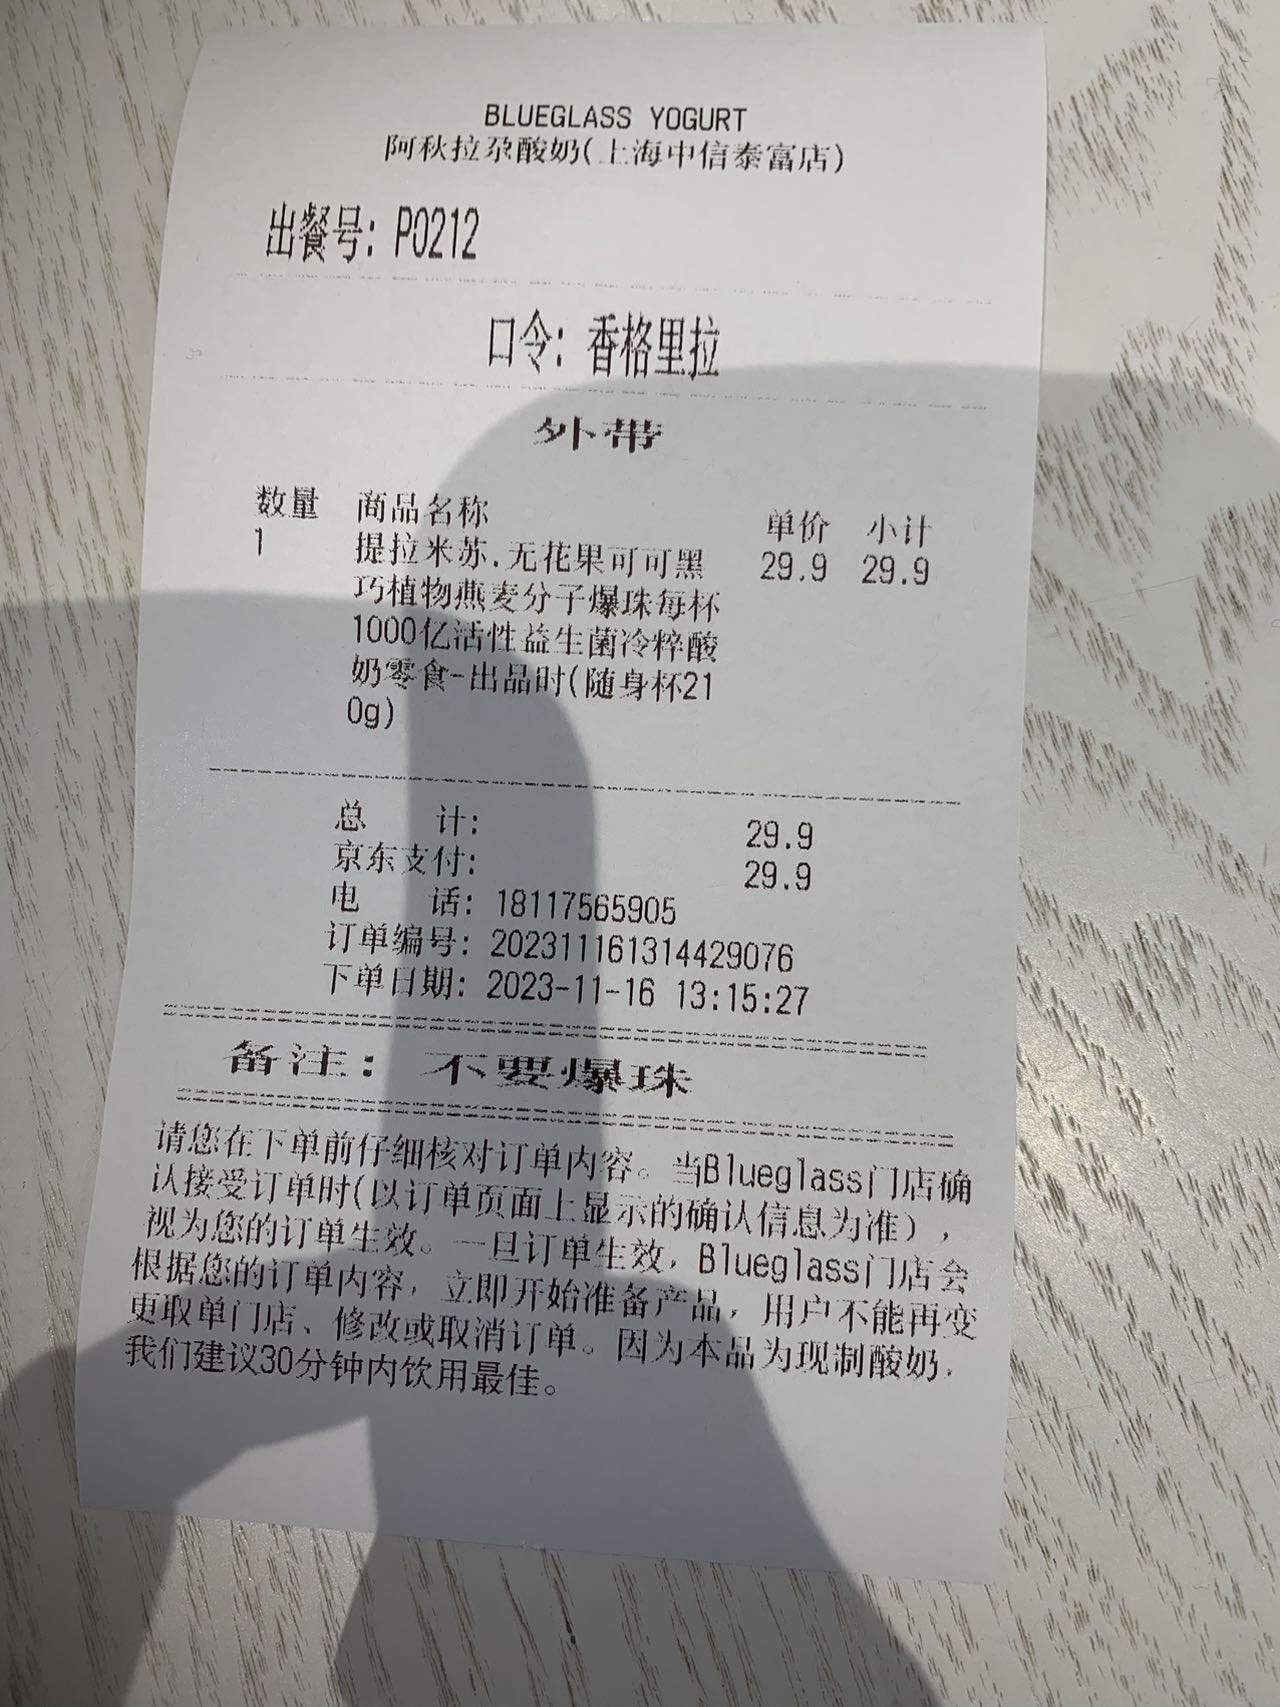 BLUEGLASS YOGURT
阿秋拉尕酸奶(上海中信泰富店)
出餐号: P0212
口令: 香格里拉
外带
数量 商品名称 单价 小计
1 提拉米苏.无花果可可黑 29.9 29.9
巧植物燕麦分子爆珠每杯
1000亿活性益生菌冷粹酸
奶零食-出品时(随身杯21
0g)
总 计: 29.9
京东支付: 29.9
电 话: 18117565905
订单编号: 202311161314429076
下单日期: 2023-11-16 13:15:27
备注: 不要爆珠
请您在下单前仔细核对订单内容。当Blueglass门店确
认接受订单时(以订单页面上显示的确认信息为准),
视为您的订单生效。一旦订单生效, Blueglass门店会
根据您的订单内容, 立即开始准备产品, 用户不能再变
更取单门店、修改或取消订单。因为本品为现制酸奶,
我们建议30分钟内饮用最佳。